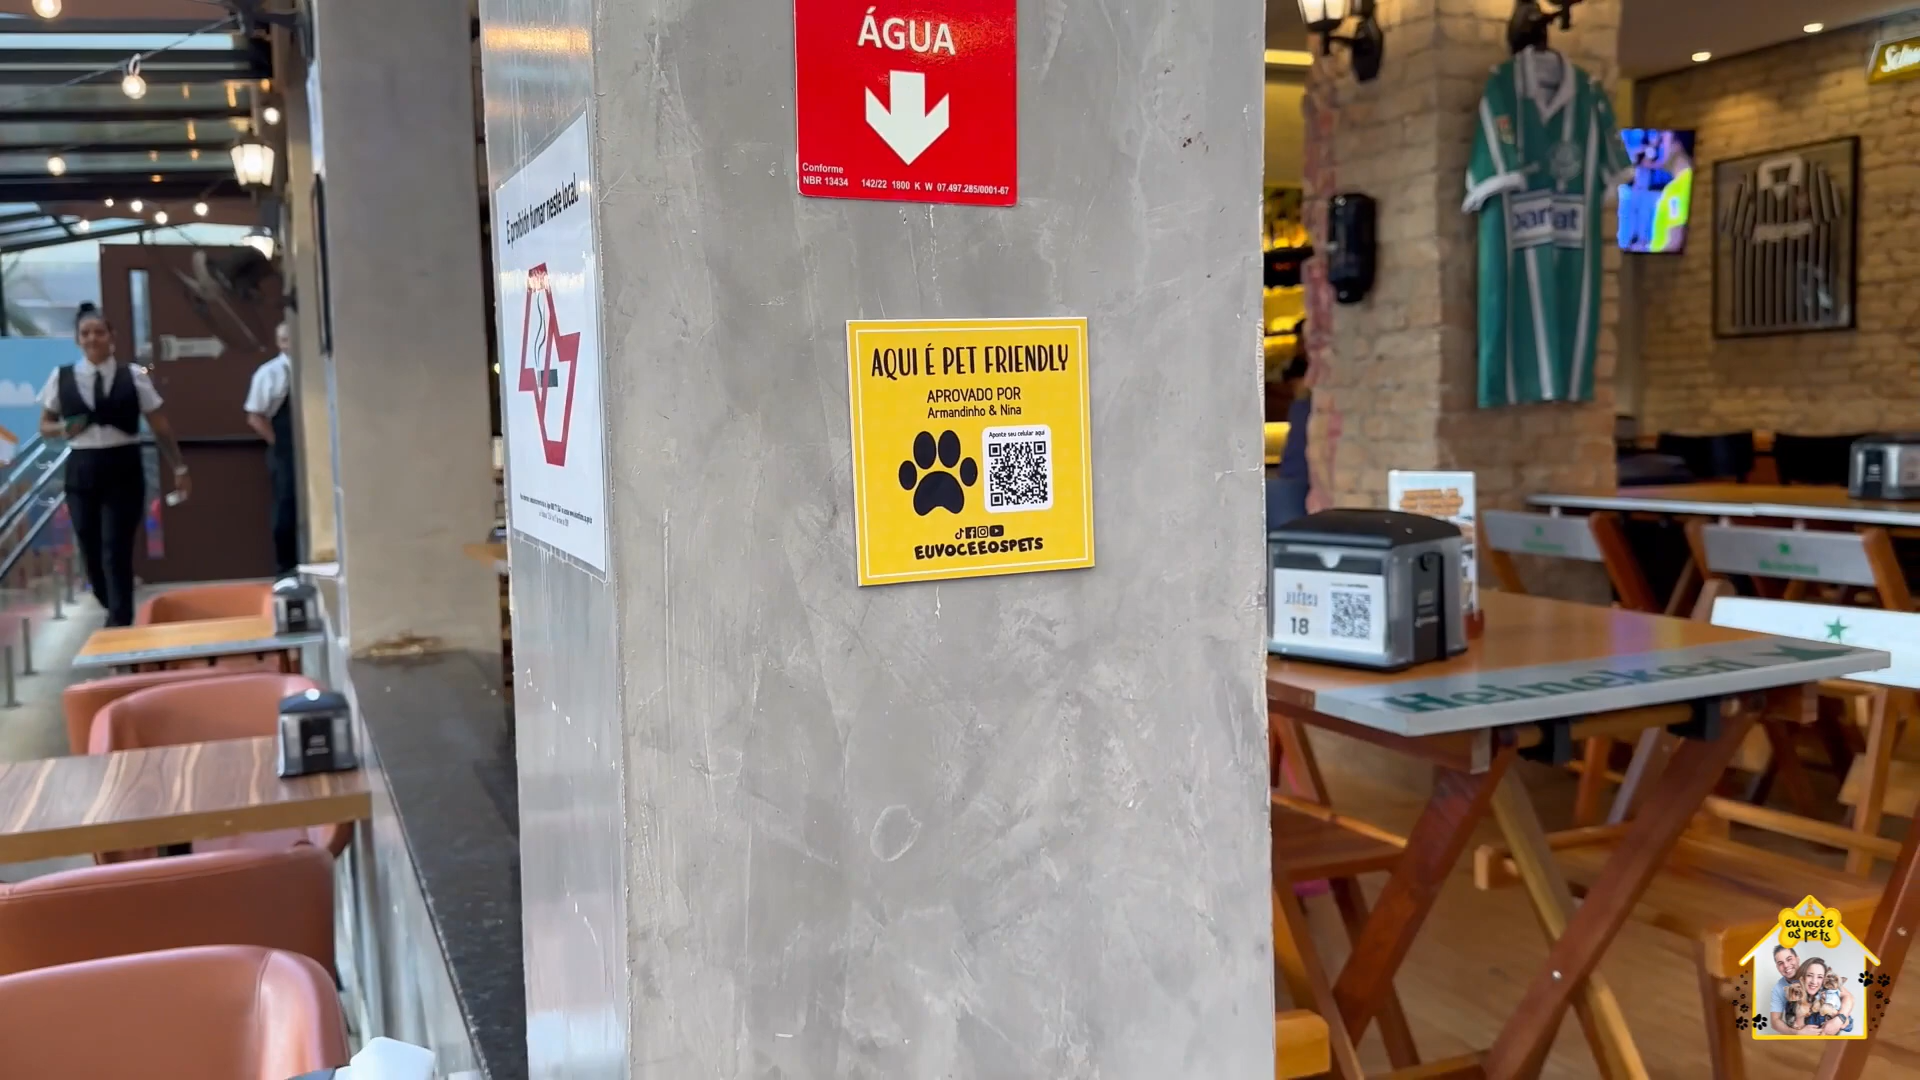 ÁGUA
Conforme
NBR 13434 142/22 1800 K W 07.497.285/0001-67
É proibido fumar neste local.
AQUI É PET FRIENDLY
APROVADO POR
Armandinho & Nina
Aponte seu celular aqui
EUVOCEEOSPETS
18
Heineken
eu você e
os pets